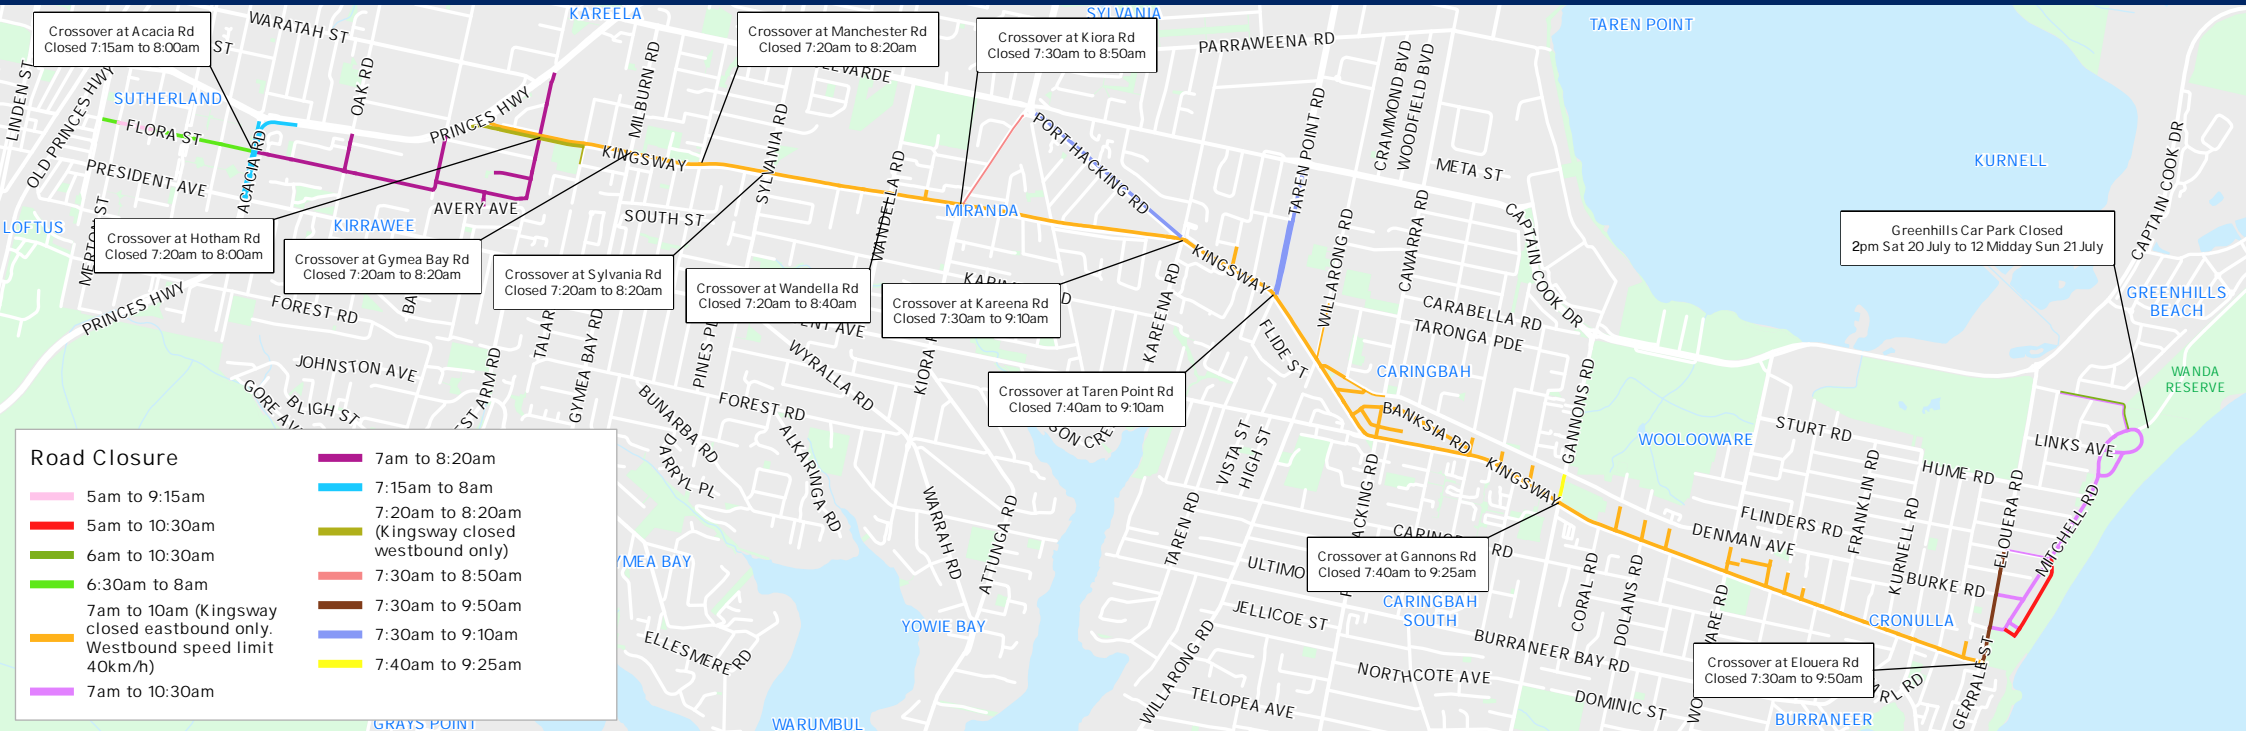 Crossover at Acacia Rd
Closed 7:15am to 8:00am
WARATAH ST
ST
KAREELA
Crossover at Manchester Rd
Closed 7:20am to 8:20am
SYLVANIA
Crossover at Kiora Rd
Closed 7:30am to 8:50am
PARRAWEENA RD
TAREN POINT
LINDEN ST
OLD PRINCES HWY
SUTHERLAND
OAK RD
PRINCES HWY
MILBURN RD
SYLVANIA RD
PORT HACKING RD
TAREN POINT RD
CRAMMOND BVD
WOODFIELD BVD
META ST
KURNELL
CAPTAIN COOK DR
FLORA ST
PRESIDENT AVE
ACACIA RD
KINGSWAY
WANDELLA RD
MIRANDA
AVERY AVE
SOUTH ST
LOFTUS
MERTON ST
KIRRAWEE
Crossover at Hotham Rd
Closed 7:20am to 8:00am
Crossover at Gymea Bay Rd
Closed 7:20am to 8:20am
Crossover at Sylvania Rd
Closed 7:20am to 8:20am
Crossover at Wandella Rd
Closed 7:20am to 8:40am
Crossover at Kareena Rd
Closed 7:30am to 9:10am
KINGSWAY
WILLARONG RD
CAWARRA RD
CAPTAIN COOK DR
Greenhills Car Park Closed
2pm Sat 20 July to 12 Midday Sun 21 July
GREENHILLS
BEACH
PRINCES HWY
FOREST RD
JOHNSTON AVE
GYMEA BAY RD
WYRALLA RD
KAREENA RD
FLIDE ST
CARABELLA RD
TARONGA PDE
CARINGBAH
Crossover at Taren Point Rd
Closed 7:40am to 9:10am
WANDA
RESERVE
BLIGH ST
BUNARBA RD
FOREST RD
DARRYL PL
ALKARINGA RD
VISTA ST
HIGH ST
BANKSIA RD
GANNONS RD
KINGSWAY
WOOLOOWARE
STURT RD
LINKS AVE
HUME RD
Road Closure
5am to 9:15am
5am to 10:30am
6am to 10:30am
6:30am to 8am
7am to 10am (Kingsway
closed eastbound only.
Westbound speed limit
40km/h)
7am to 10:30am
7am to 8:20am
7:15am to 8am
7:20am to 8:20am
(Kingsway closed
westbound only)
7:30am to 8:50am
7:30am to 9:50am
7:30am to 9:10am
7:40am to 9:25am
WARRAH RD
ATTUNGA RD
TAREN RD
Crossover at Gannons Rd
Closed 7:40am to 9:25am
FLINDERS RD
DENMAN AVE
FRANKLIN RD
KURNELL RD
ELOUERA RD
MITCHELL RD
BURKE RD
CRONULLA
CORAL RD
DOLANS RD
CARINGBAH
SOUTH
JELLICOE ST
BURRANEER BAY RD
YOWIE BAY
ELLESMERE RD
WILLARONG RD
NORTHCOTE AVE
TELOPEA AVE
DOMINIC ST
Crossover at Elouera Rd
Closed 7:30am to 9:50am
GERRALE ST
BURRANEER
GRAYS POINT
WARUMBUL